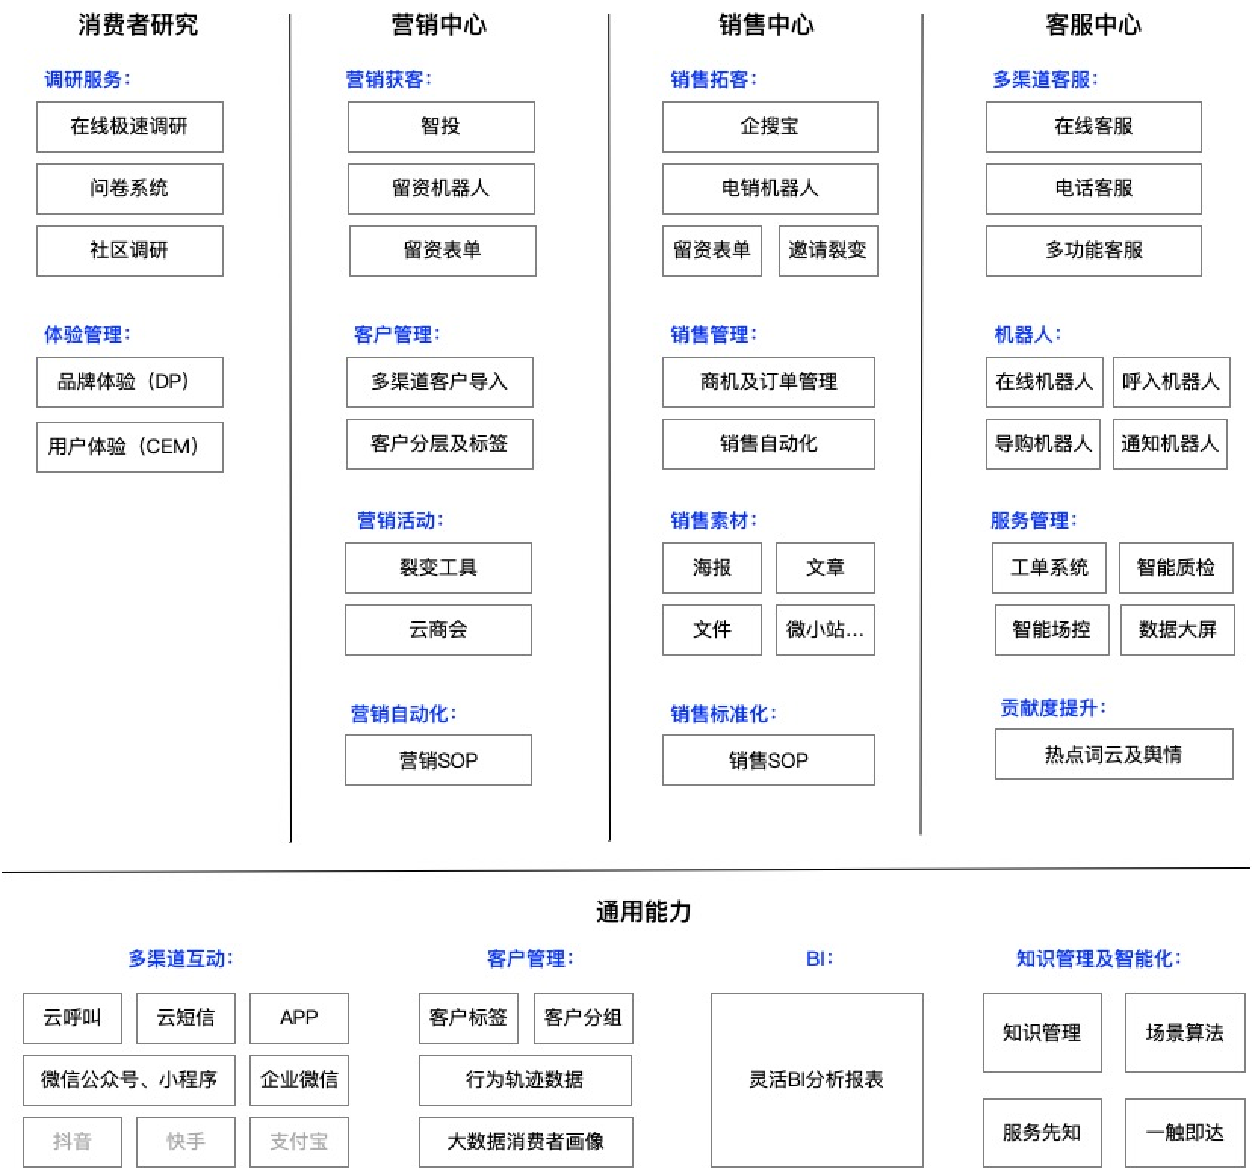 消费者研究
调研服务：
在线极速调研
问卷系统
社区调研
体验管理：
品牌体验（DP）
用户体验（CEM）
营销中心
营销获客：
智投
留资机器人
留资表单
客户管理：
多渠道客户导入
客户分层及标签
营销活动：
裂变工具
云商会
营销自动化：
营销SOP
销售中心
销售拓客：
企搜宝
电销机器人
留资表单 邀请裂变
销售管理：
商机及订单管理
销售自动化
销售素材：
海报 文章
文件 微小站...
销售标准化：
销售SOP
客服中心
多渠道客服：
在线客服
电话客服
多功能客服
机器人：
在线机器人 呼入机器人
导购机器人 通知机器人
服务管理：
工单系统 智能质检
智能场控 数据大屏
贡献度提升：
热点词云及舆情
通用能力
多渠道互动：
云呼叫 云短信 APP
微信公众号、小程序 企业微信
抖音 快手 支付宝
客户管理：
客户标签 客户分组
行为轨迹数据
大数据消费者画像
BI：
灵活BI分析报表
知识管理及智能化：
知识管理 场景算法
服务先知 一触即达